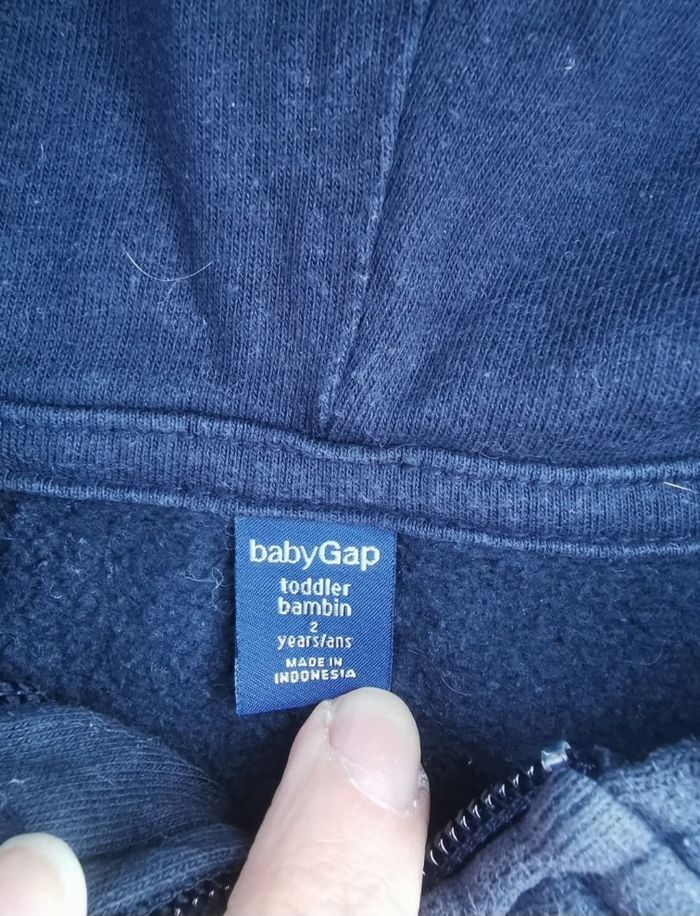 babyGap
toddler
bambin
2
years/ans
MADE IN
INDONESIA